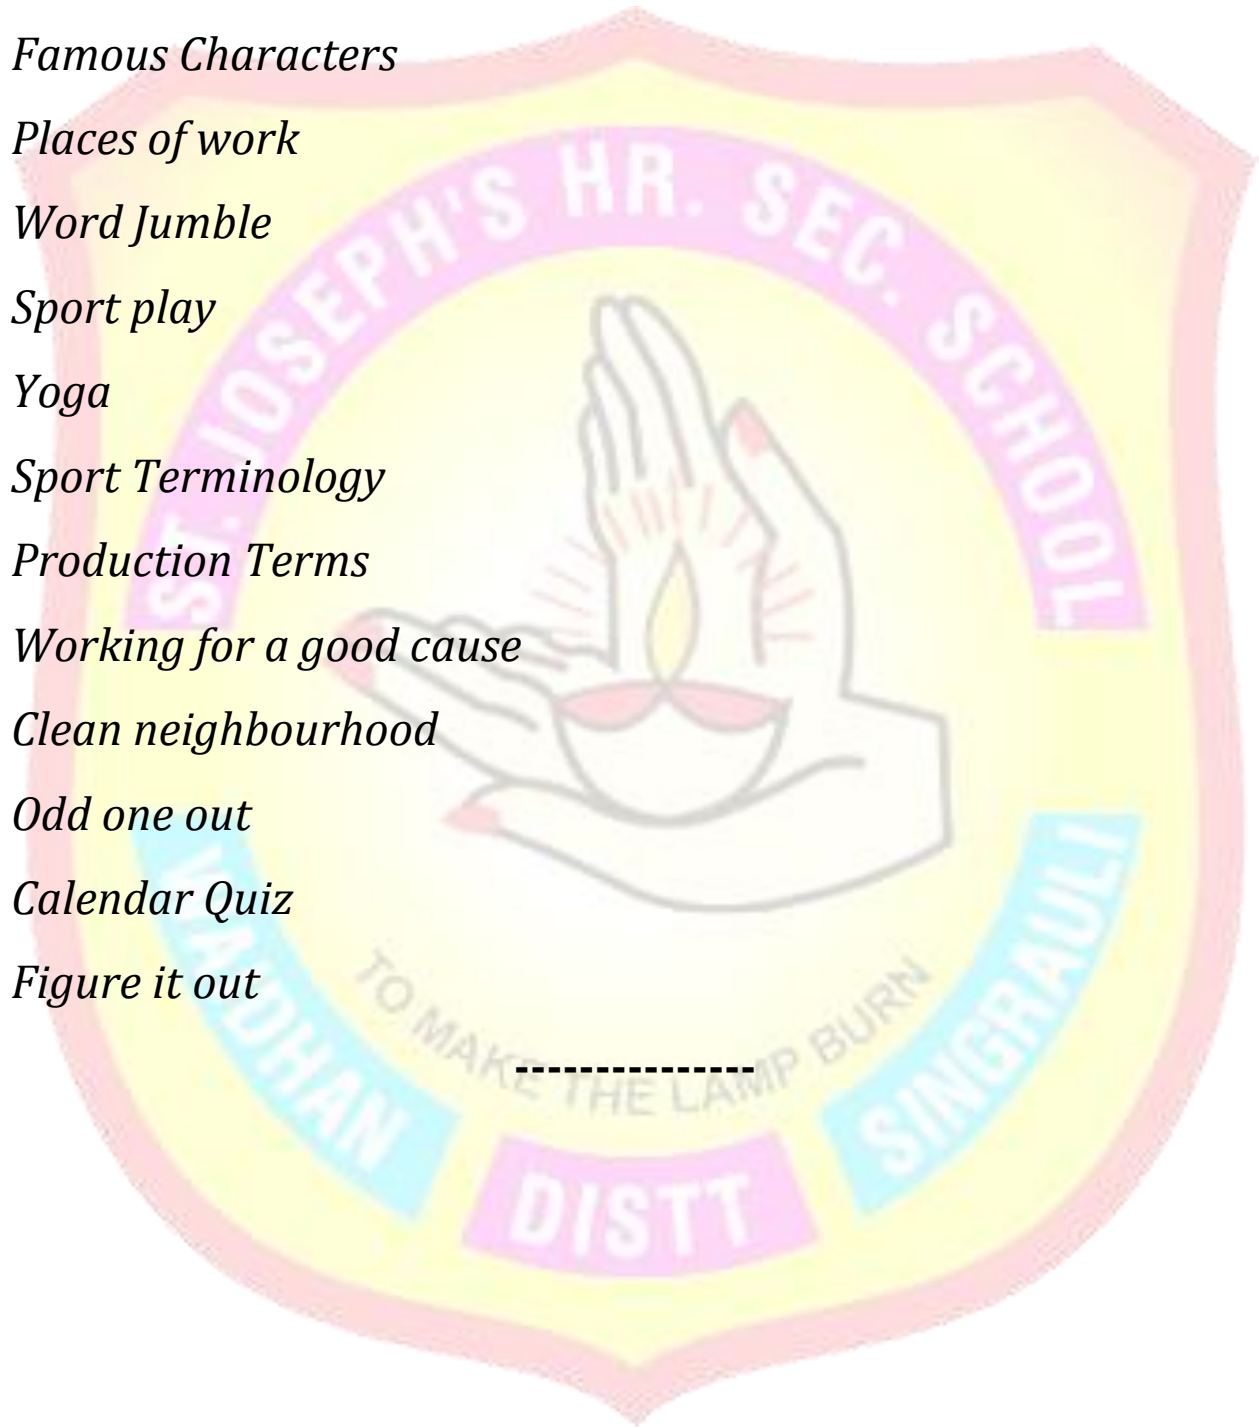 Famous Characters
Places of work
Word Jumble
Sport play
Yoga
Sport Terminology
Production Terms
Working for a good cause
Clean neighbourhood
Odd one out
Calendar Quiz
Figure it out
---------------
ST. JOSEPH'S HR. SEC. SCHOOL
TO MAKE THE LAMP BURN
WAIDHAN
DISTT
SINGRAULI